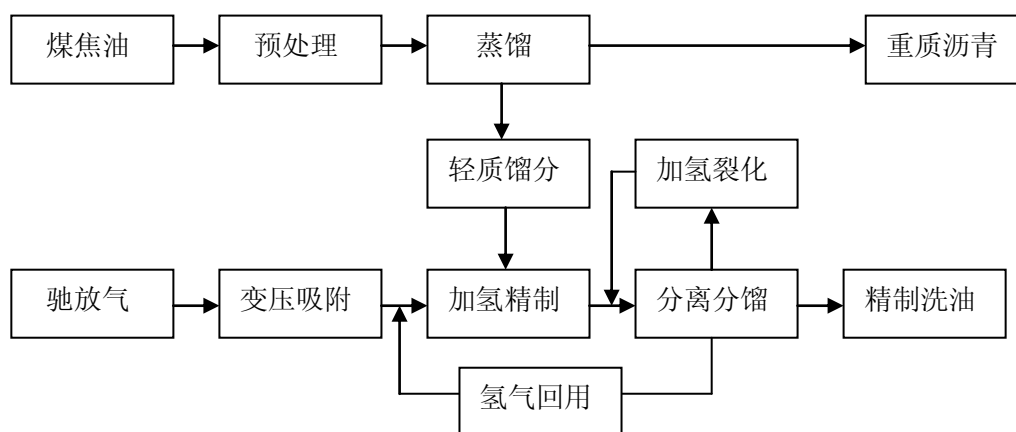 煤焦油
预处理
蒸馏
重质沥青
轻质馏分
加氢裂化
驰放气
变压吸附
加氢精制
分离分馏
精制洗油
氢气回用